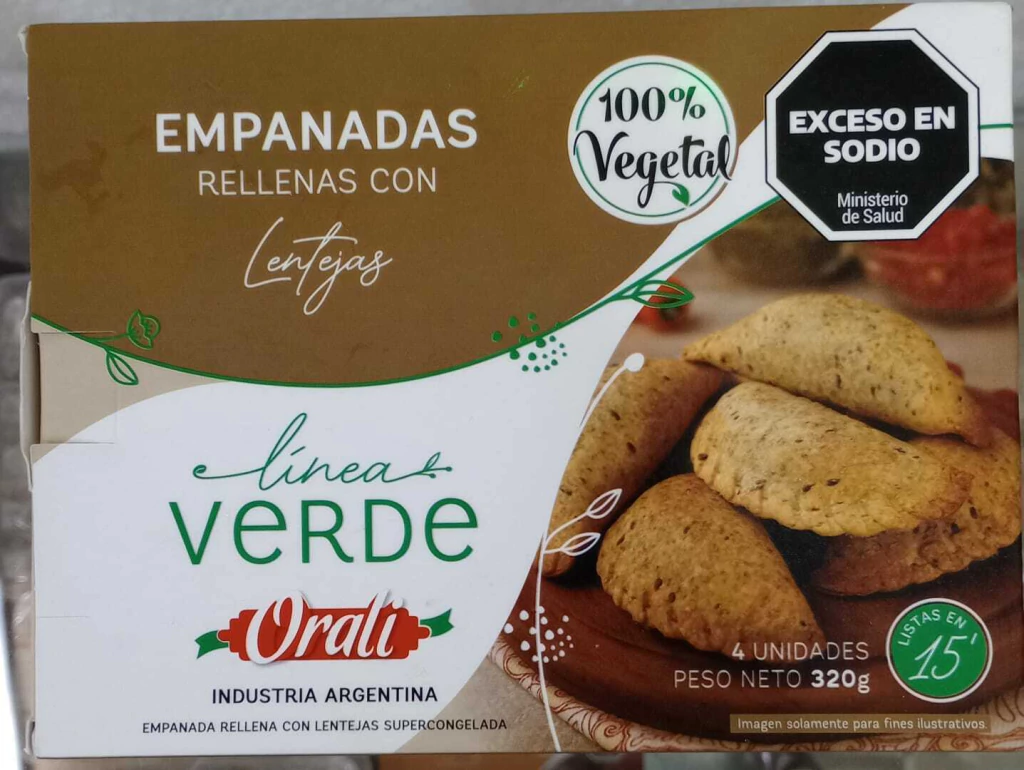 EMPANADAS
RELLENAS CON
Lentejas
100%
Vegetal
EXCESO EN
SODIO
Ministerio
de Salud
línea
VERDE
Orali
INDUSTRIA ARGENTINA
EMPANADA RELLENA CON LENTEJAS SUPERCONGELADA
4 UNIDADES
PESO NETO 320g
LISTAS EN
15'
Imagen solamente para fines ilustrativos.